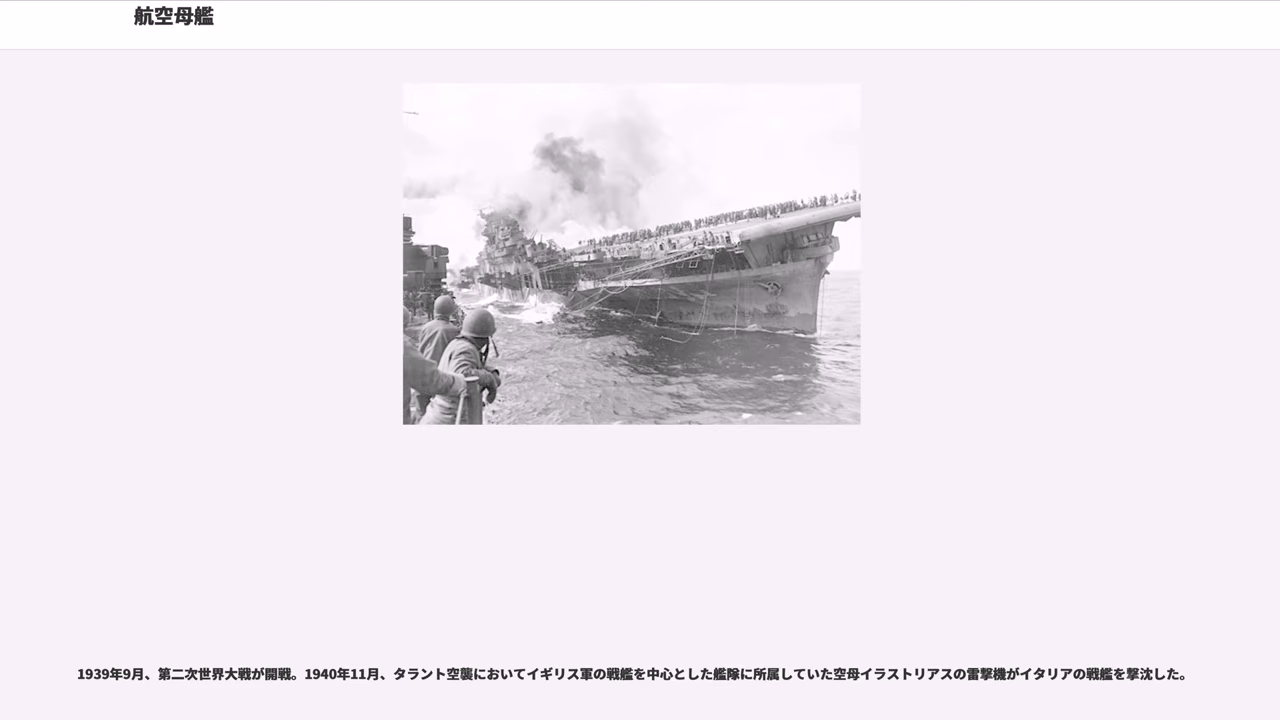 航空母艦
1939年9月、第二次世界大戦が開戦。1940年11月、タラント空襲においてイギリス軍の戦艦を中心とした艦隊に所属していた空母イラストリアスの雷撃機がイタリアの戦艦を撃沈した。